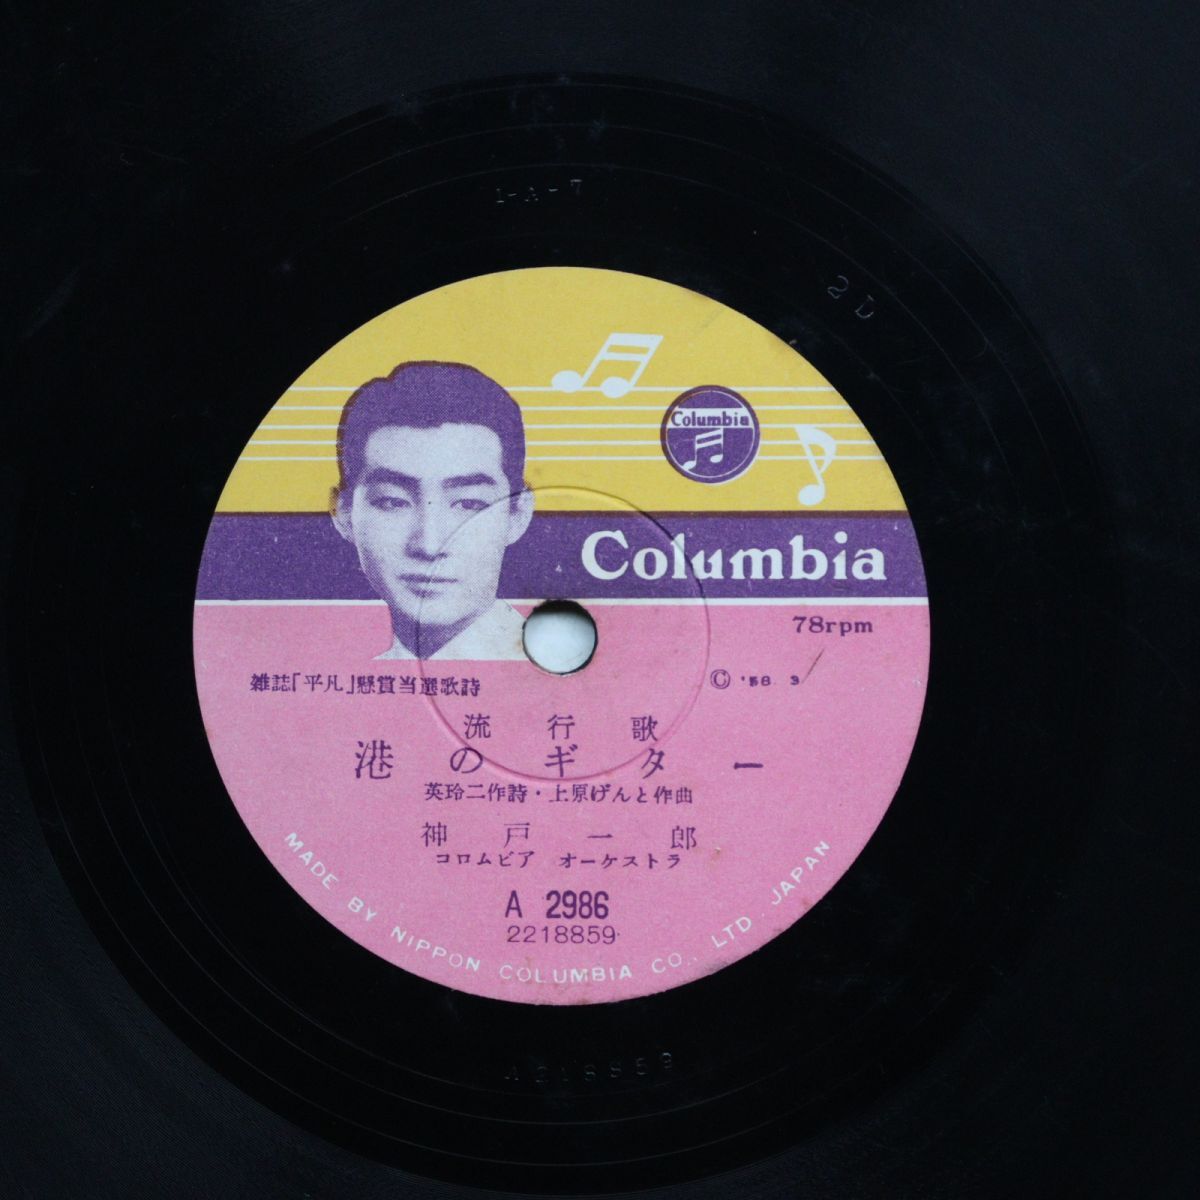 1-A-7
2D
Columbia
Columbia
78rpm
雑誌「平凡」懸賞当選歌詩
Ⓒ '58 3
流行歌
港のギター
英玲二作詩・上原げんと作曲
神戸一郎
コロムビア オーケストラ
A 2986
2218859
MADE BY NIPPON COLUMBIA CO., LTD. JAPAN
A218859